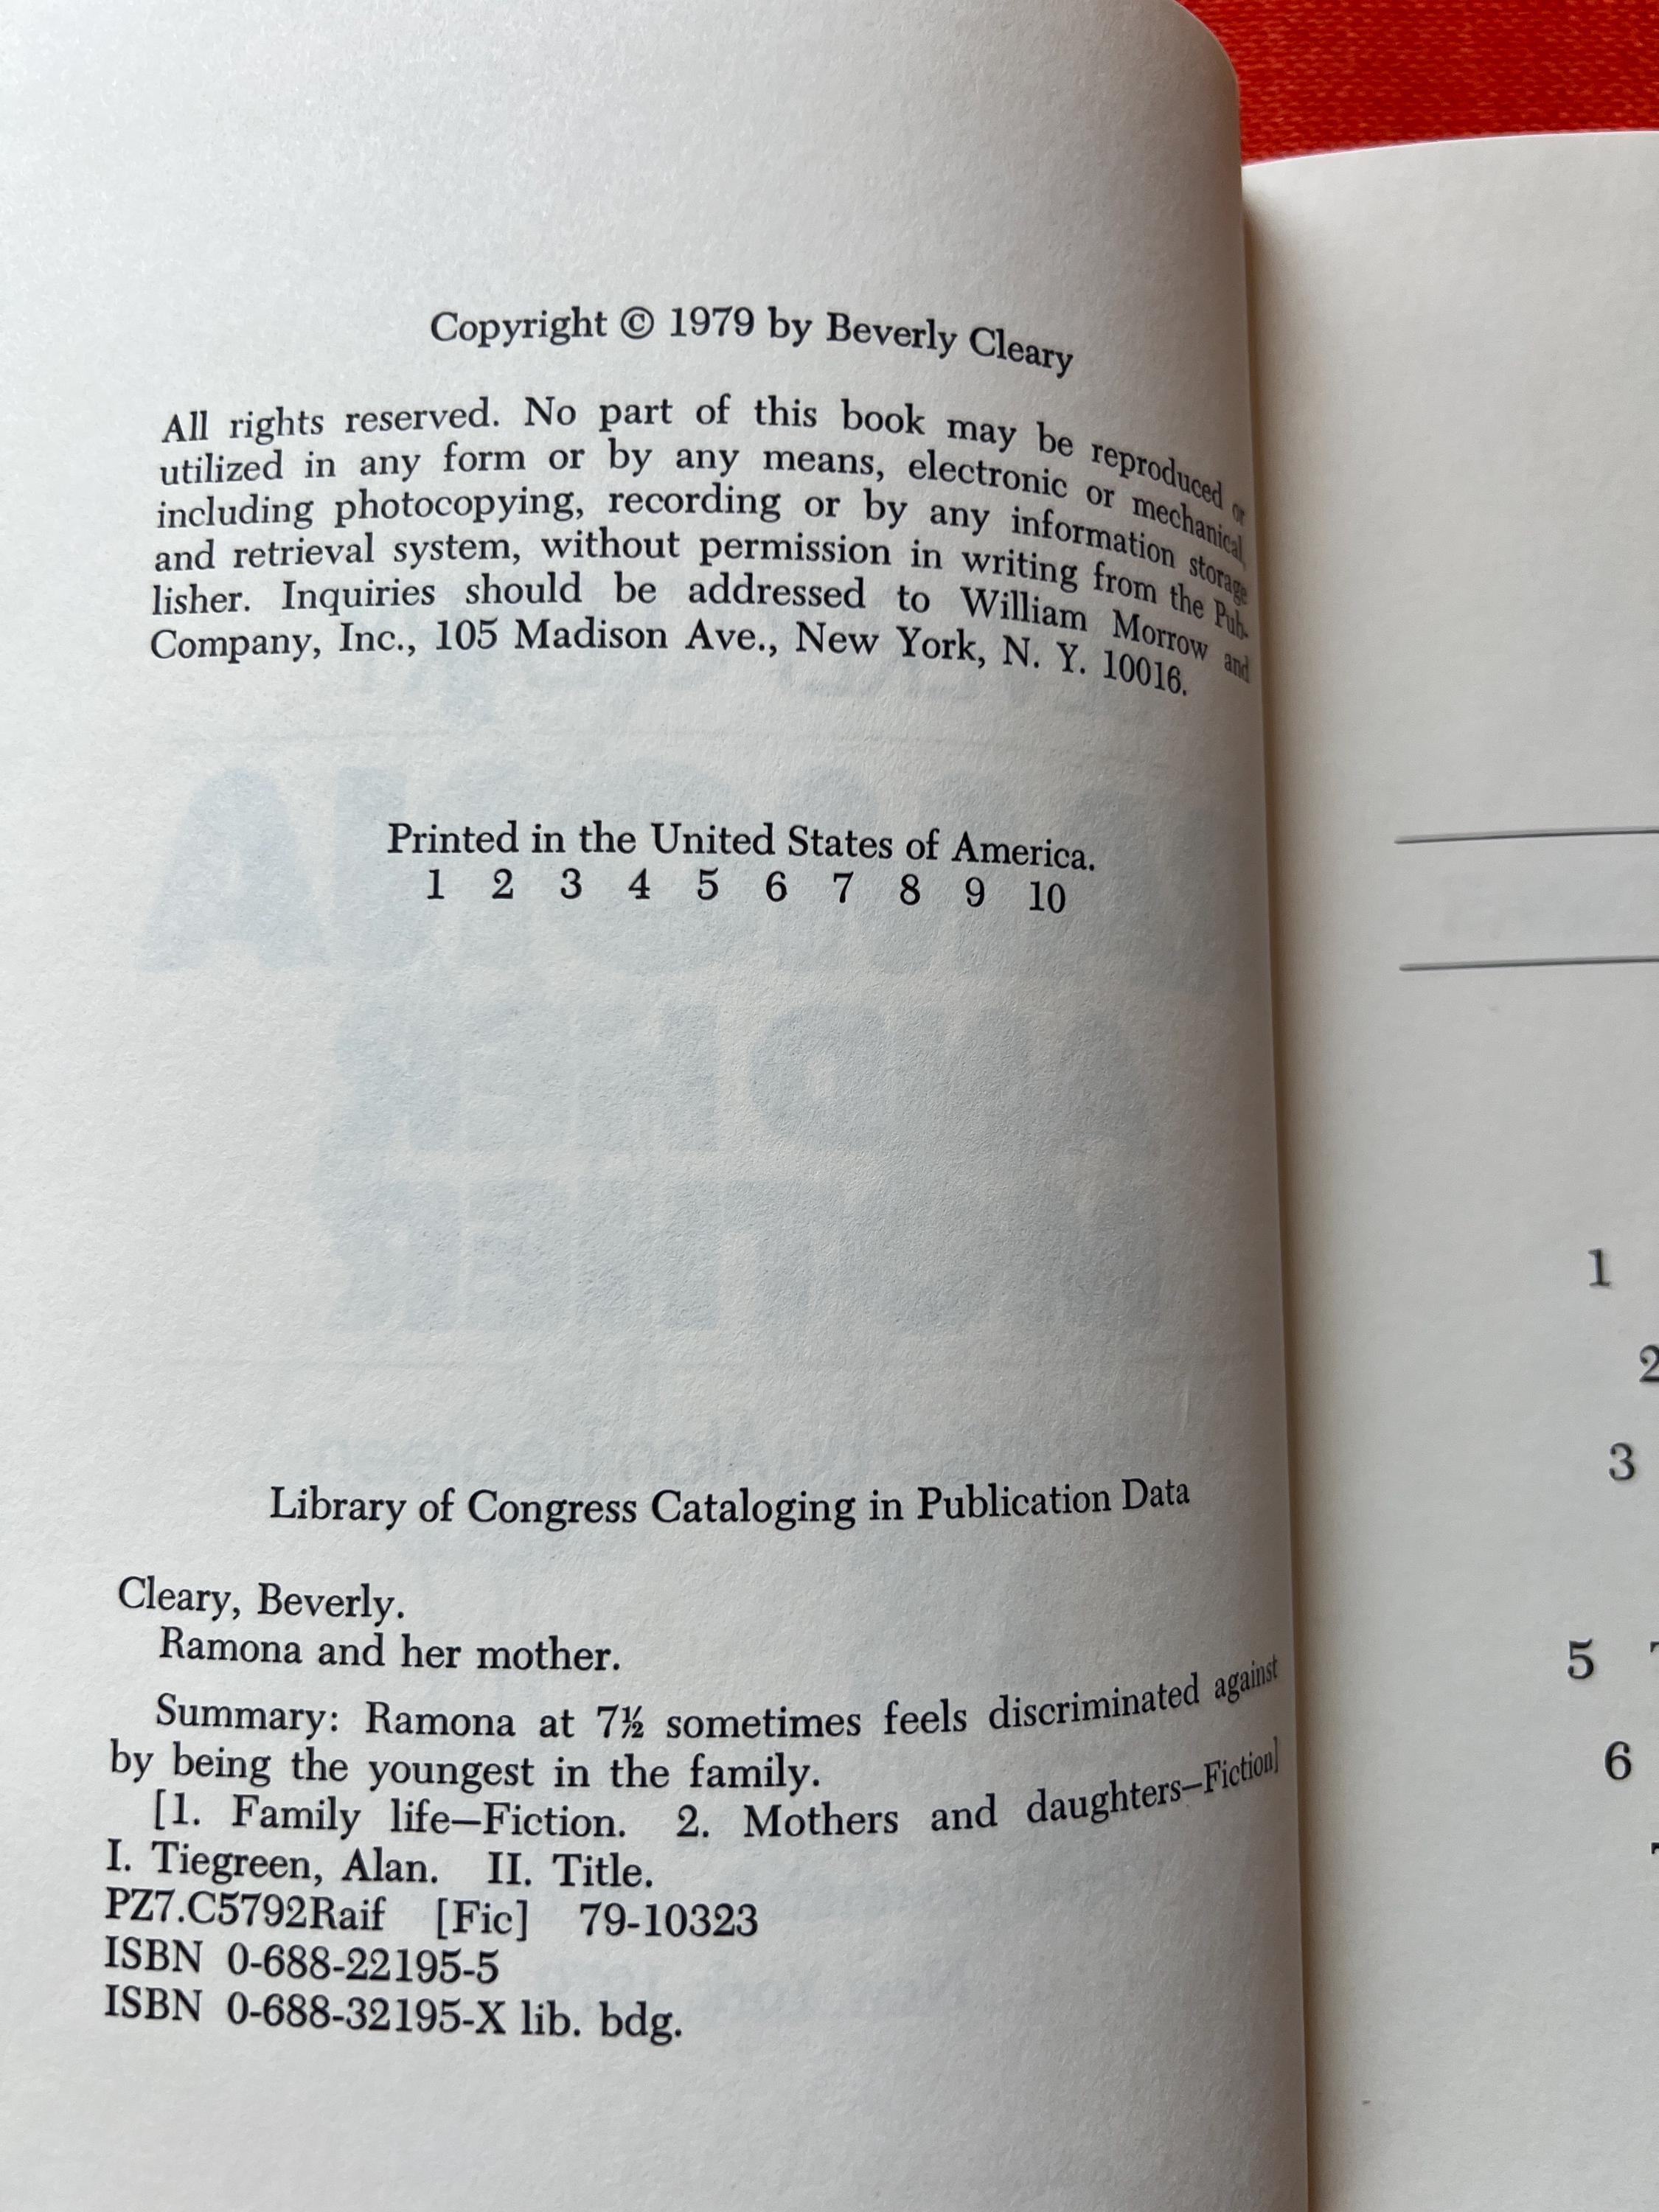 Copyright © 1979 by Beverly Cleary
All rights reserved. No part of this book may be reproduced or
utilized in any form or by any means, electronic or mechanical,
including photocopying, recording or by any information storage
and retrieval system, without permission in writing from the Pub-
lisher. Inquiries should be addressed to William Morrow and
Company, Inc., 105 Madison Ave., New York, N. Y. 10016.
Printed in the United States of America.
1 2 3 4 5 6 7 8 9 10
Library of Congress Cataloging in Publication Data
Cleary, Beverly.
Ramona and her mother.
Summary: Ramona at 7½ sometimes feels discriminated against
by being the youngest in the family.
[1. Family life—Fiction. 2. Mothers and daughters—Fiction]
I. Tiegreen, Alan. II. Title.
PZ7.C5792Raif [Fic] 79-10323
ISBN 0-688-22195-5
ISBN 0-688-32195-X lib. bdg.
1
2
3
5
6